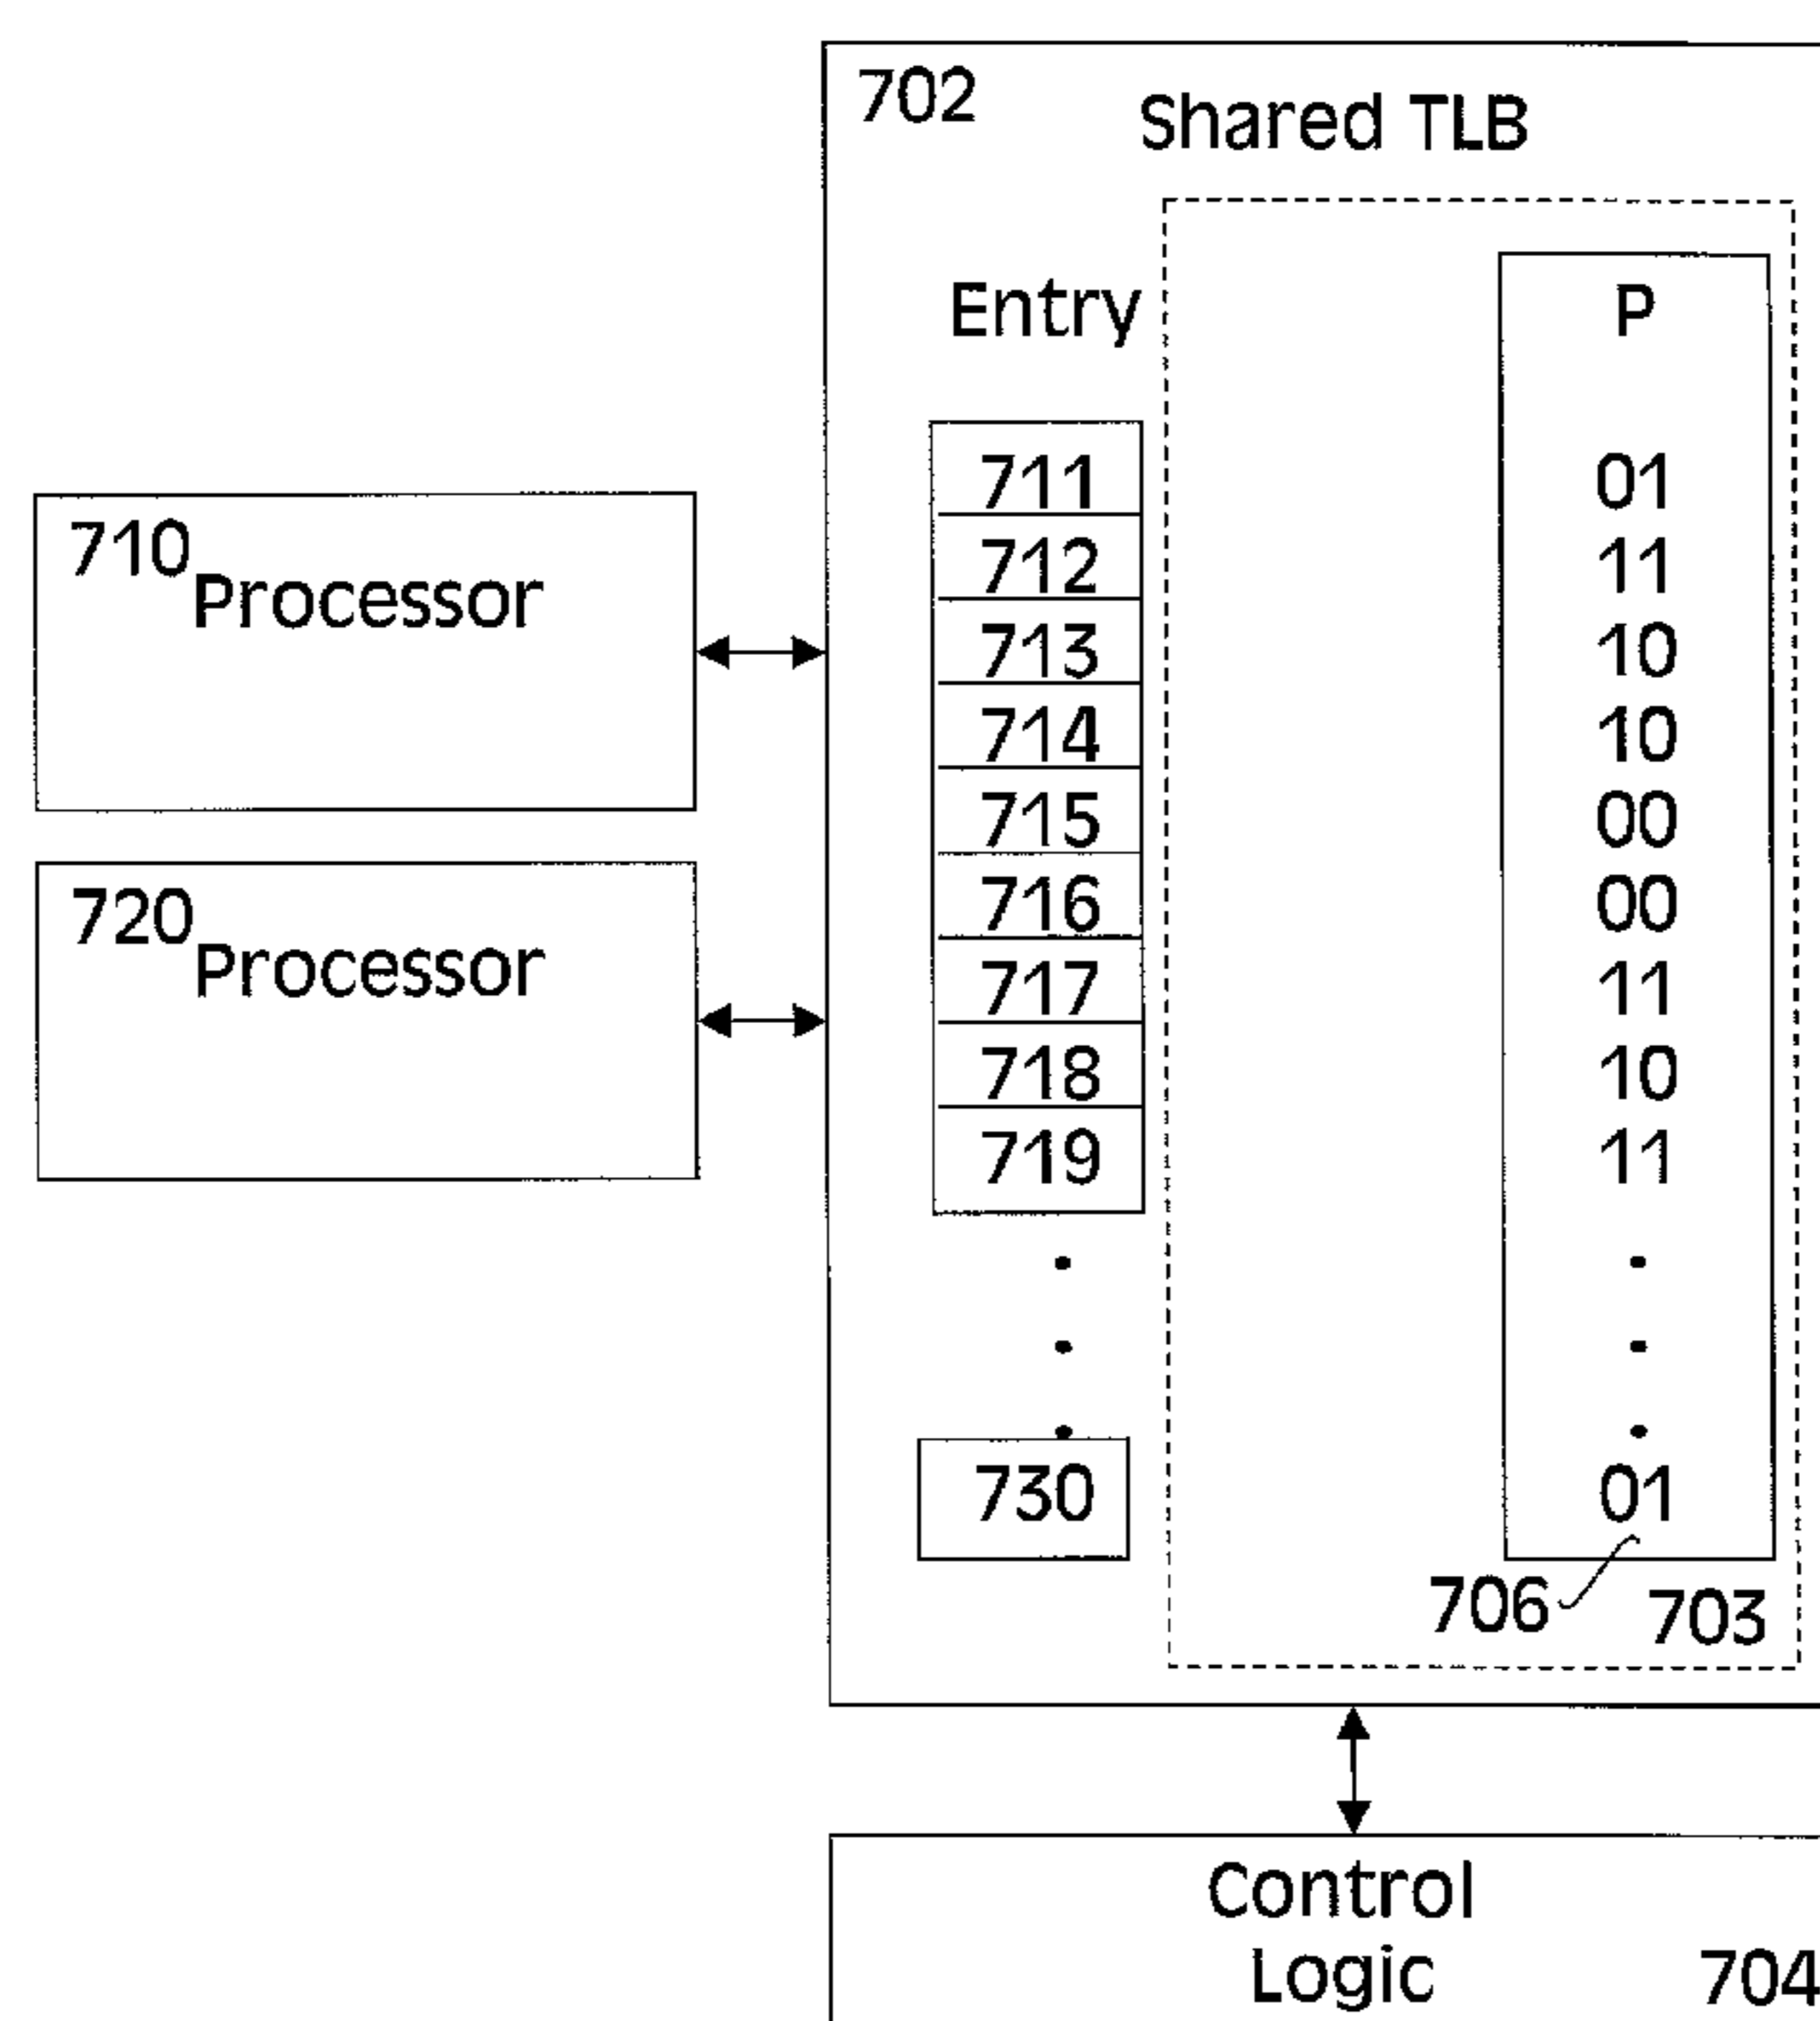 702
Shared TLB
Entry P
711 01
712 11
713 10
714 10
715 00
716 00
717 11
718 10
719 11
730 01
706 703
710
Processor
720
Processor
Control
Logic
704